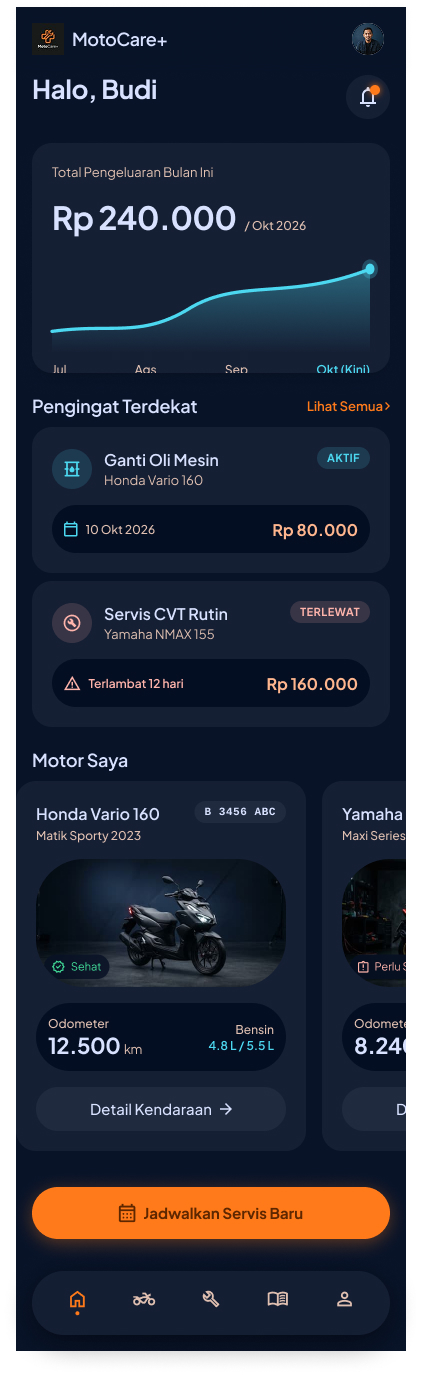 MotoCare+
MotoCare+
Halo, Budi
Total Pengeluaran Bulan Ini
Rp 240.000 / Okt 2026
Jul Ags Sep Okt (Kini)
Pengingat Terdekat Lihat Semua
Ganti Oli Mesin AKTIF
Honda Vario 160
10 Okt 2026 Rp 80.000
Servis CVT Rutin TERLEWAT
Yamaha NMAX 155
Terlambat 12 hari Rp 160.000
Motor Saya
Honda Vario 160 B 3456 ABC Yamaha
Matik Sporty 2023 Maxi Series
Sehat Perlu S
Odometer Bensin Odomete
12.500 km 4.8 L / 5.5 L 8.240
Detail Kendaraan D
Jadwalkan Servis Baru